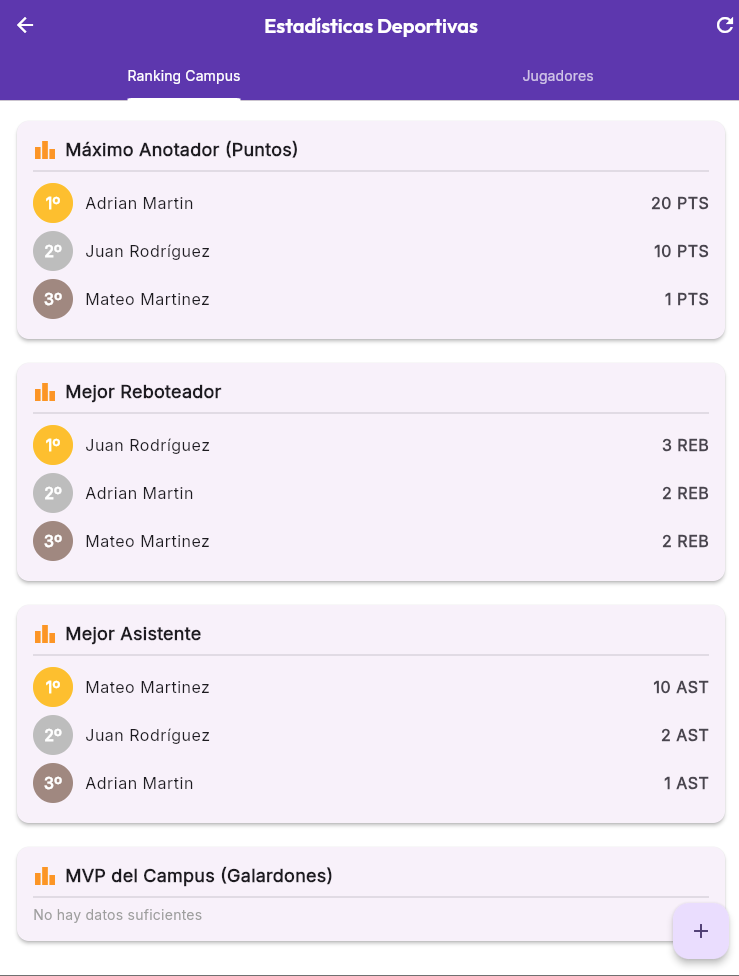 Estadísticas Deportivas
Ranking Campus
Jugadores
Máximo Anotador (Puntos)
1º Adrian Martin 20 PTS
2º Juan Rodríguez 10 PTS
3º Mateo Martinez 1 PTS
Mejor Reboteador
1º Juan Rodríguez 3 REB
2º Adrian Martin 2 REB
3º Mateo Martinez 2 REB
Mejor Asistente
1º Mateo Martinez 10 AST
2º Juan Rodríguez 2 AST
3º Adrian Martin 1 AST
MVP del Campus (Galardones)
No hay datos suficientes